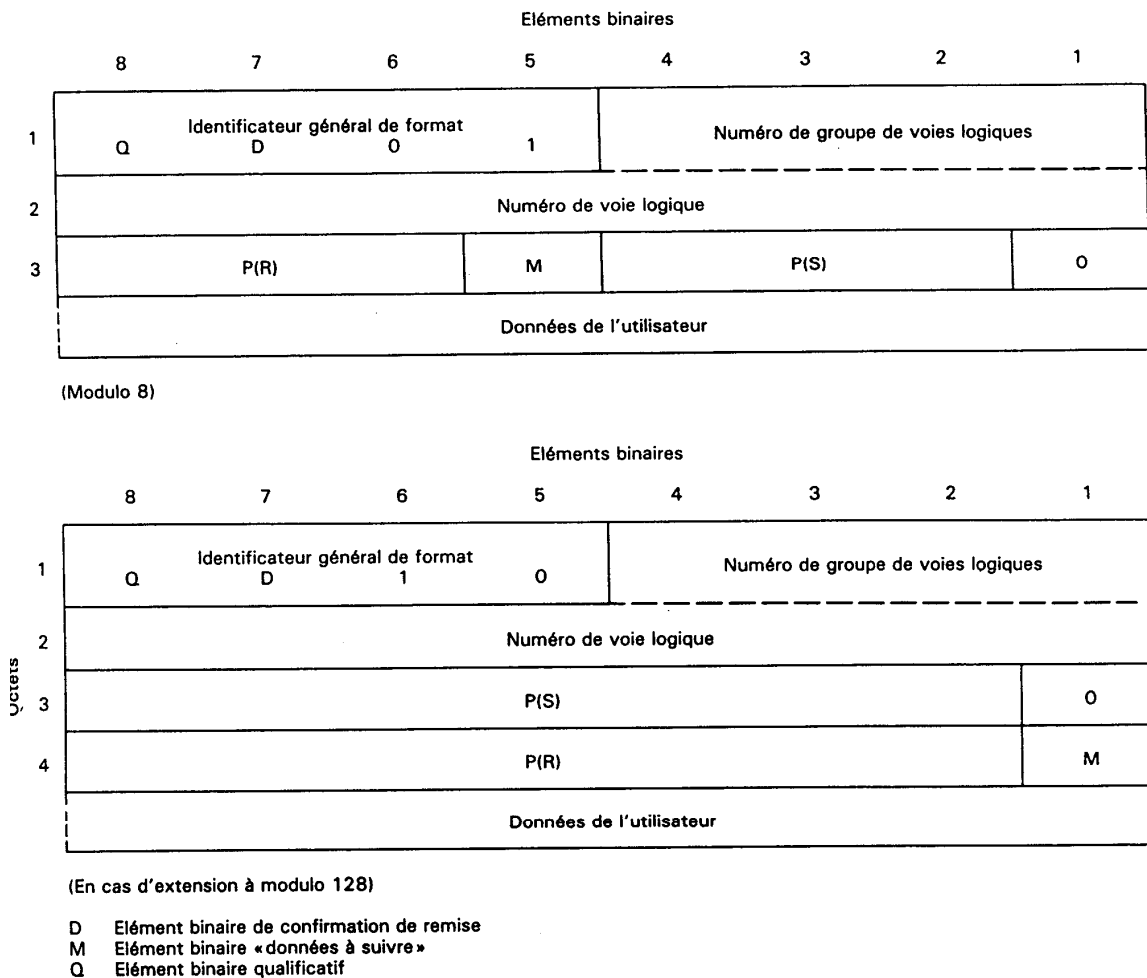 Eléments binaires
8 7 6 5 4 3 2 1
Identificateur général de format
1 Q D 0 1 Numéro de groupe de voies logiques
2 Numéro de voie logique
3 P(R) M P(S) 0
Données de l'utilisateur
(Modulo 8)
Eléments binaires
8 7 6 5 4 3 2 1
Identificateur général de format
1 Q D 1 0 Numéro de groupe de voies logiques
2 Numéro de voie logique
Octets
3 P(S) 0
4 P(R) M
Données de l'utilisateur
(En cas d'extension à modulo 128)
D Elément binaire de confirmation de remise
M Elément binaire «données à suivre»
Q Elément binaire qualificatif